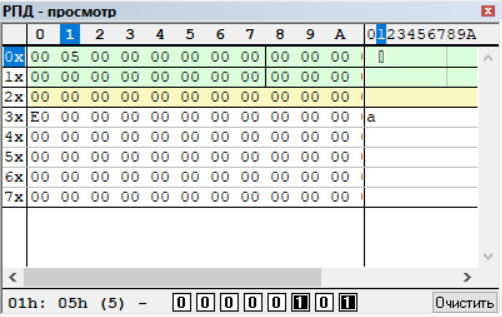 РПД - просмотр
0 1 2 3 4 5 6 7 8 9 A 0123456789A
0x 00 05 00 00 00 00 00 00 00 00 00
1x 00 00 00 00 00 00 00 00 00 00 00
2x 00 00 00 00 00 00 00 00 00 00 00
3x E0 00 00 00 00 00 00 00 00 00 00 а
4x 00 00 00 00 00 00 00 00 00 00 00
5x 00 00 00 00 00 00 00 00 00 00 00
6x 00 00 00 00 00 00 00 00 00 00 00
7x 00 00 00 00 00 00 00 00 00 00 00
01h: 05h (5) - 0 0 0 0 0 1 0 1 Очистить